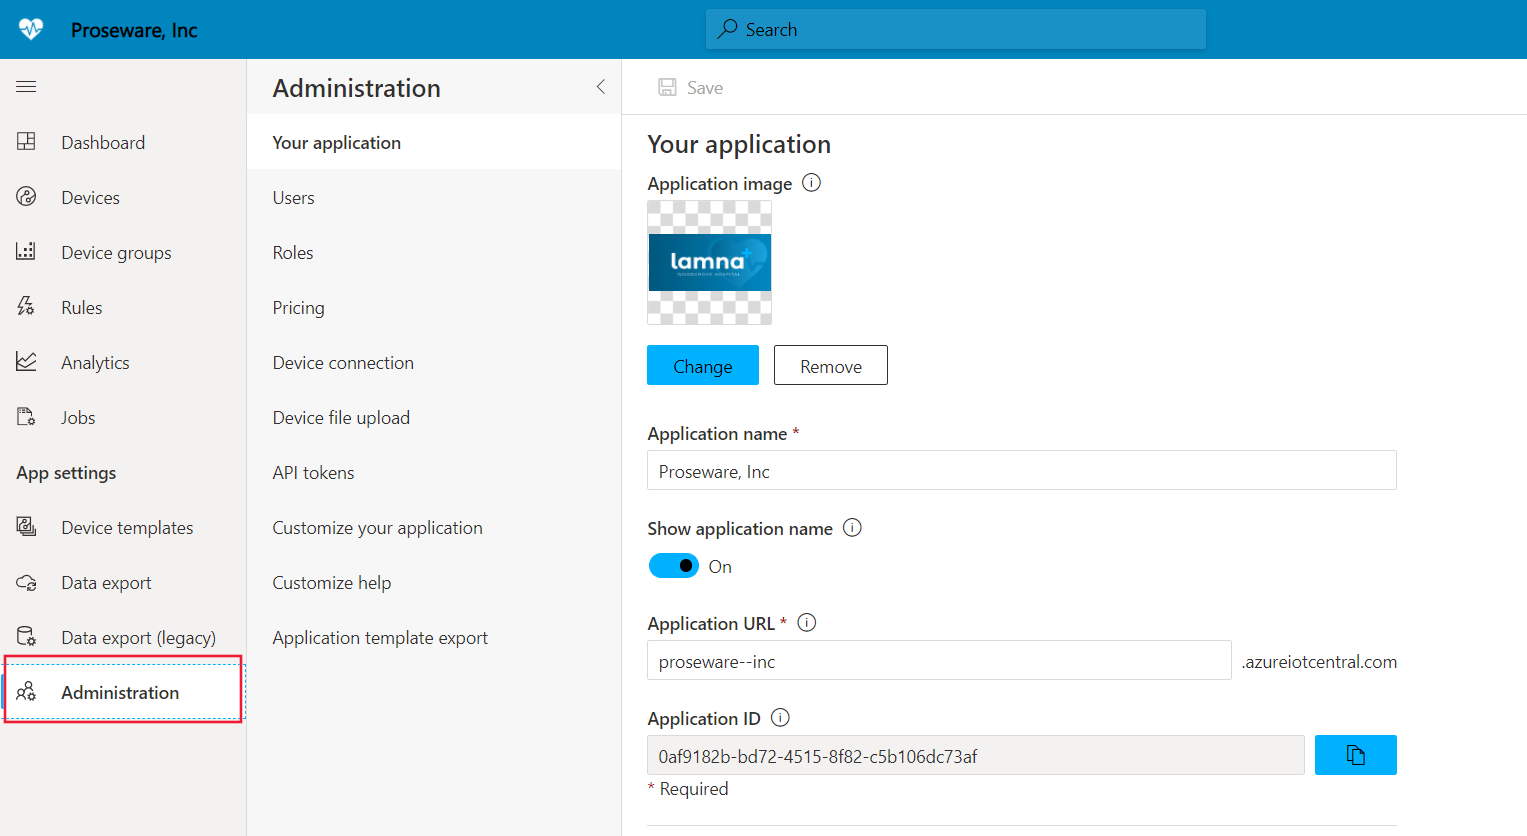 Proseware, Inc
Search
Dashboard
Devices
Device groups
Rules
Analytics
Jobs
App settings
Device templates
Data export
Data export (legacy)
Administration
Administration
Your application
Users
Roles
Pricing
Device connection
Device file upload
API tokens
Customize your application
Customize help
Application template export
Save
Your application
Application image
lamna
WOODGROVE HOSPITAL
Change
Remove
Application name *
Proseware, Inc
Show application name
On
Application URL *
proseware--inc
.azureiotcentral.com
Application ID
0af9182b-bd72-4515-8f82-c5b106dc73af
* Required